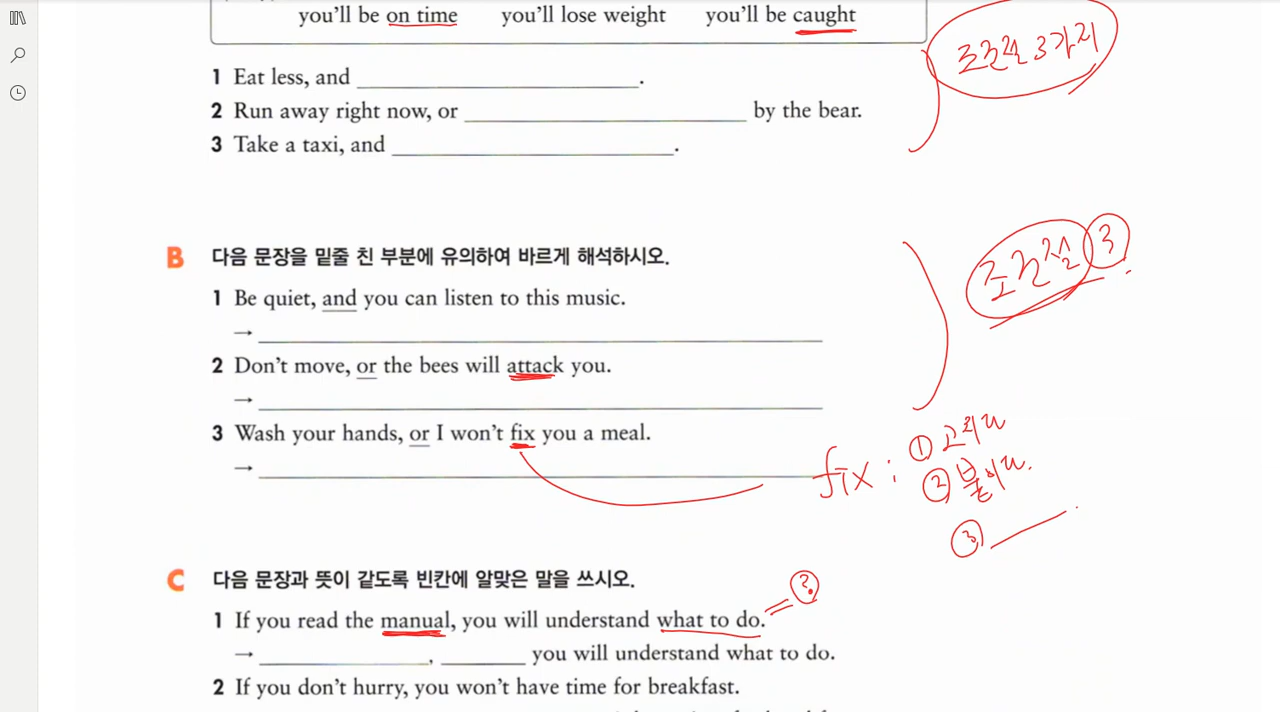 you'll be on time you'll lose weight you'll be caught
조건절 3가지
1 Eat less, and ______.
2 Run away right now, or ______ by the bear.
3 Take a taxi, and ______.
B 다음 문장을 밑줄 친 부분에 유의하여 바르게 해석하시오.
조건절 3
1 Be quiet, and you can listen to this music.
→
2 Don't move, or the bees will attack you.
→
3 Wash your hands, or I won't fix you a meal.
→
fix : ① 고치다
② 붙이다.
③ ______.
C 다음 문장과 뜻이 같도록 빈칸에 알맞은 말을 쓰시오.
1 If you read the manual, you will understand what to do. = ?
→ ______, ______ you will understand what to do.
2 If you don't hurry, you won't have time for breakfast.